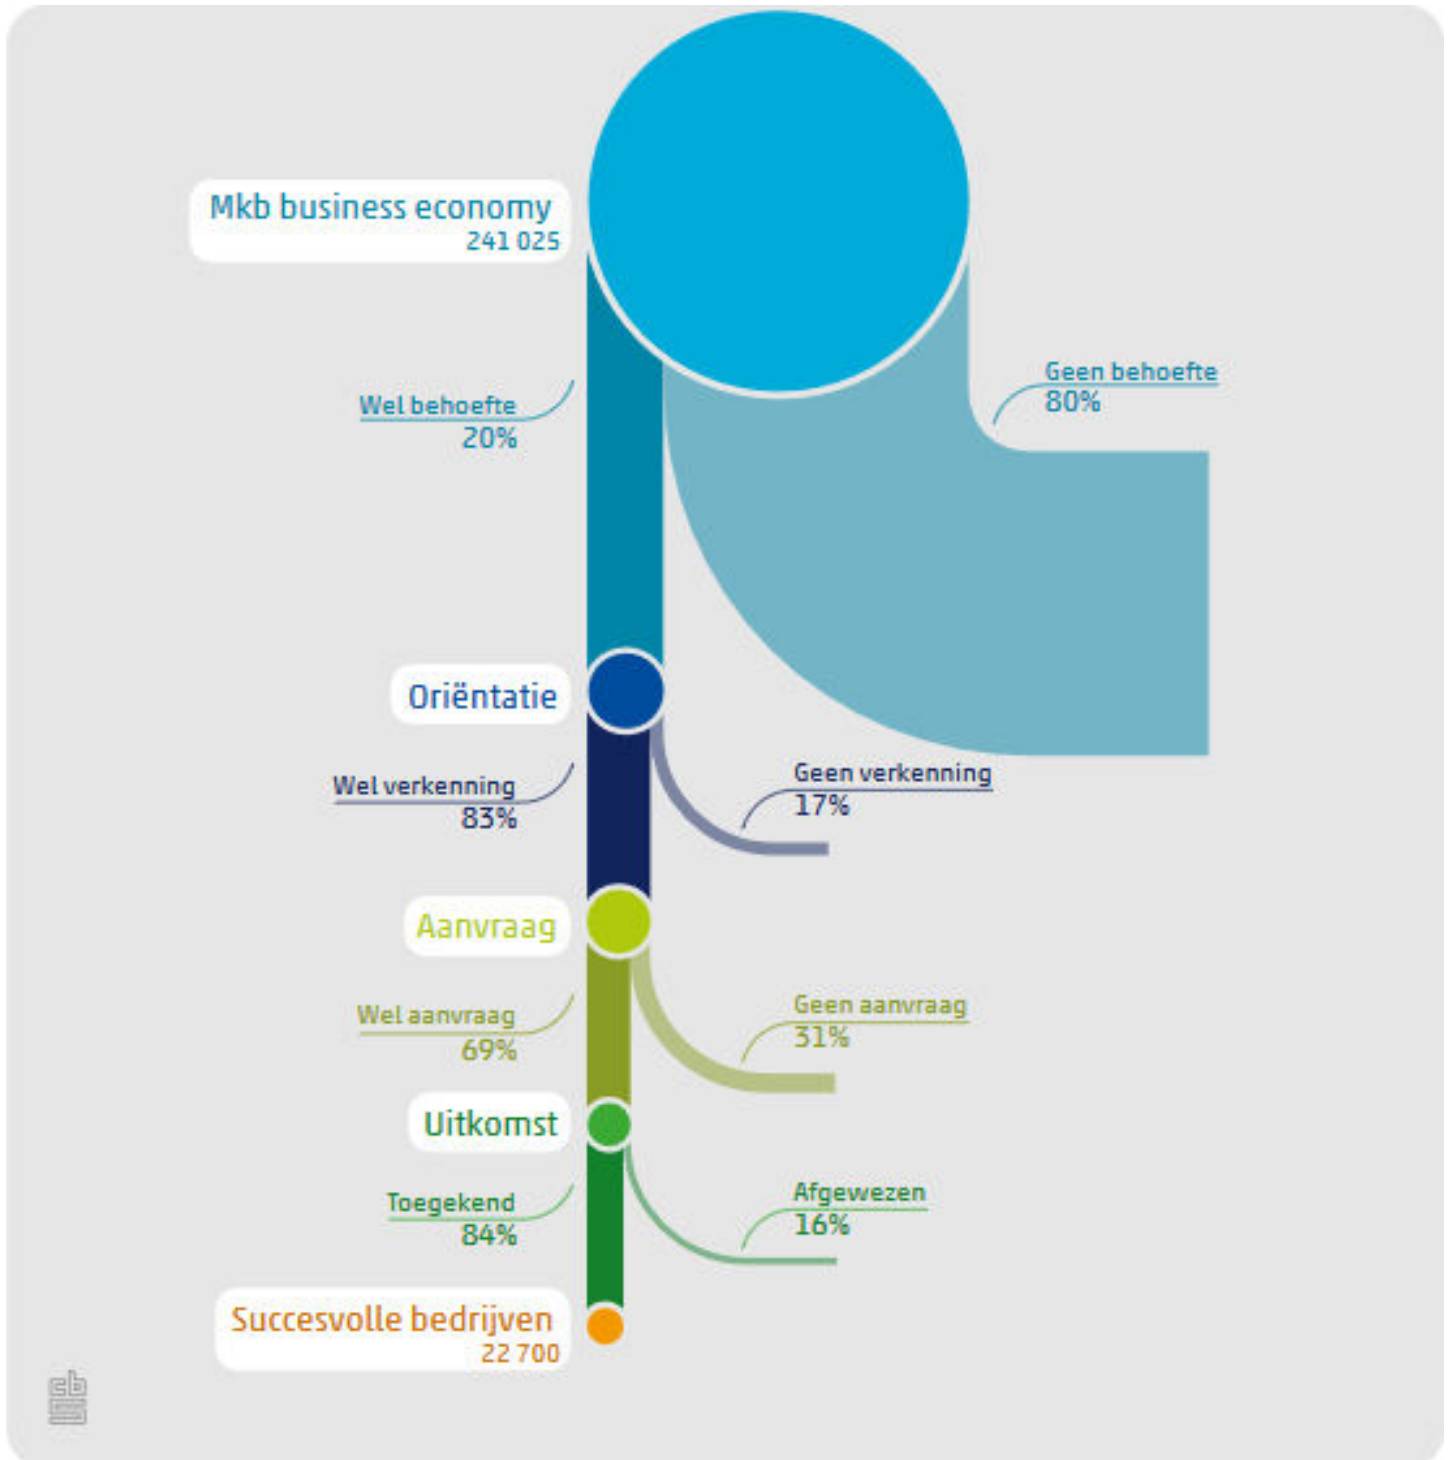 Mkb business economy
241 025
Geen behoefte
80%
Wel behoefte
20%
Oriëntatie
Geen verkenning
17%
Wel verkenning
83%
Aanvraag
Geen aanvraag
31%
Wel aanvraag
69%
Uitkomst
Afgewezen
16%
Toegekend
84%
Succesvolle bedrijven
22 700
cbs